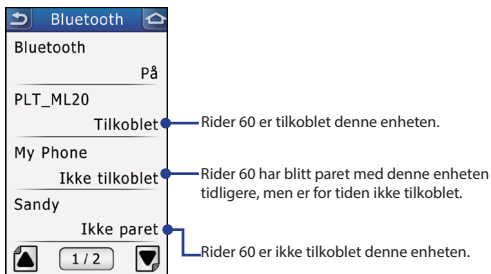 Bluetooth
Bluetooth
På
PLT_ML20
Tilkoblet
My Phone
Ikke tilkoblet
Sandy
Ikke paret
1/2
Rider 60 er tilkoblet denne enheten.
Rider 60 har blitt paret med denne enheten
tidligere, men er for tiden ikke tilkoblet.
Rider 60 er ikke tilkoblet denne enheten.